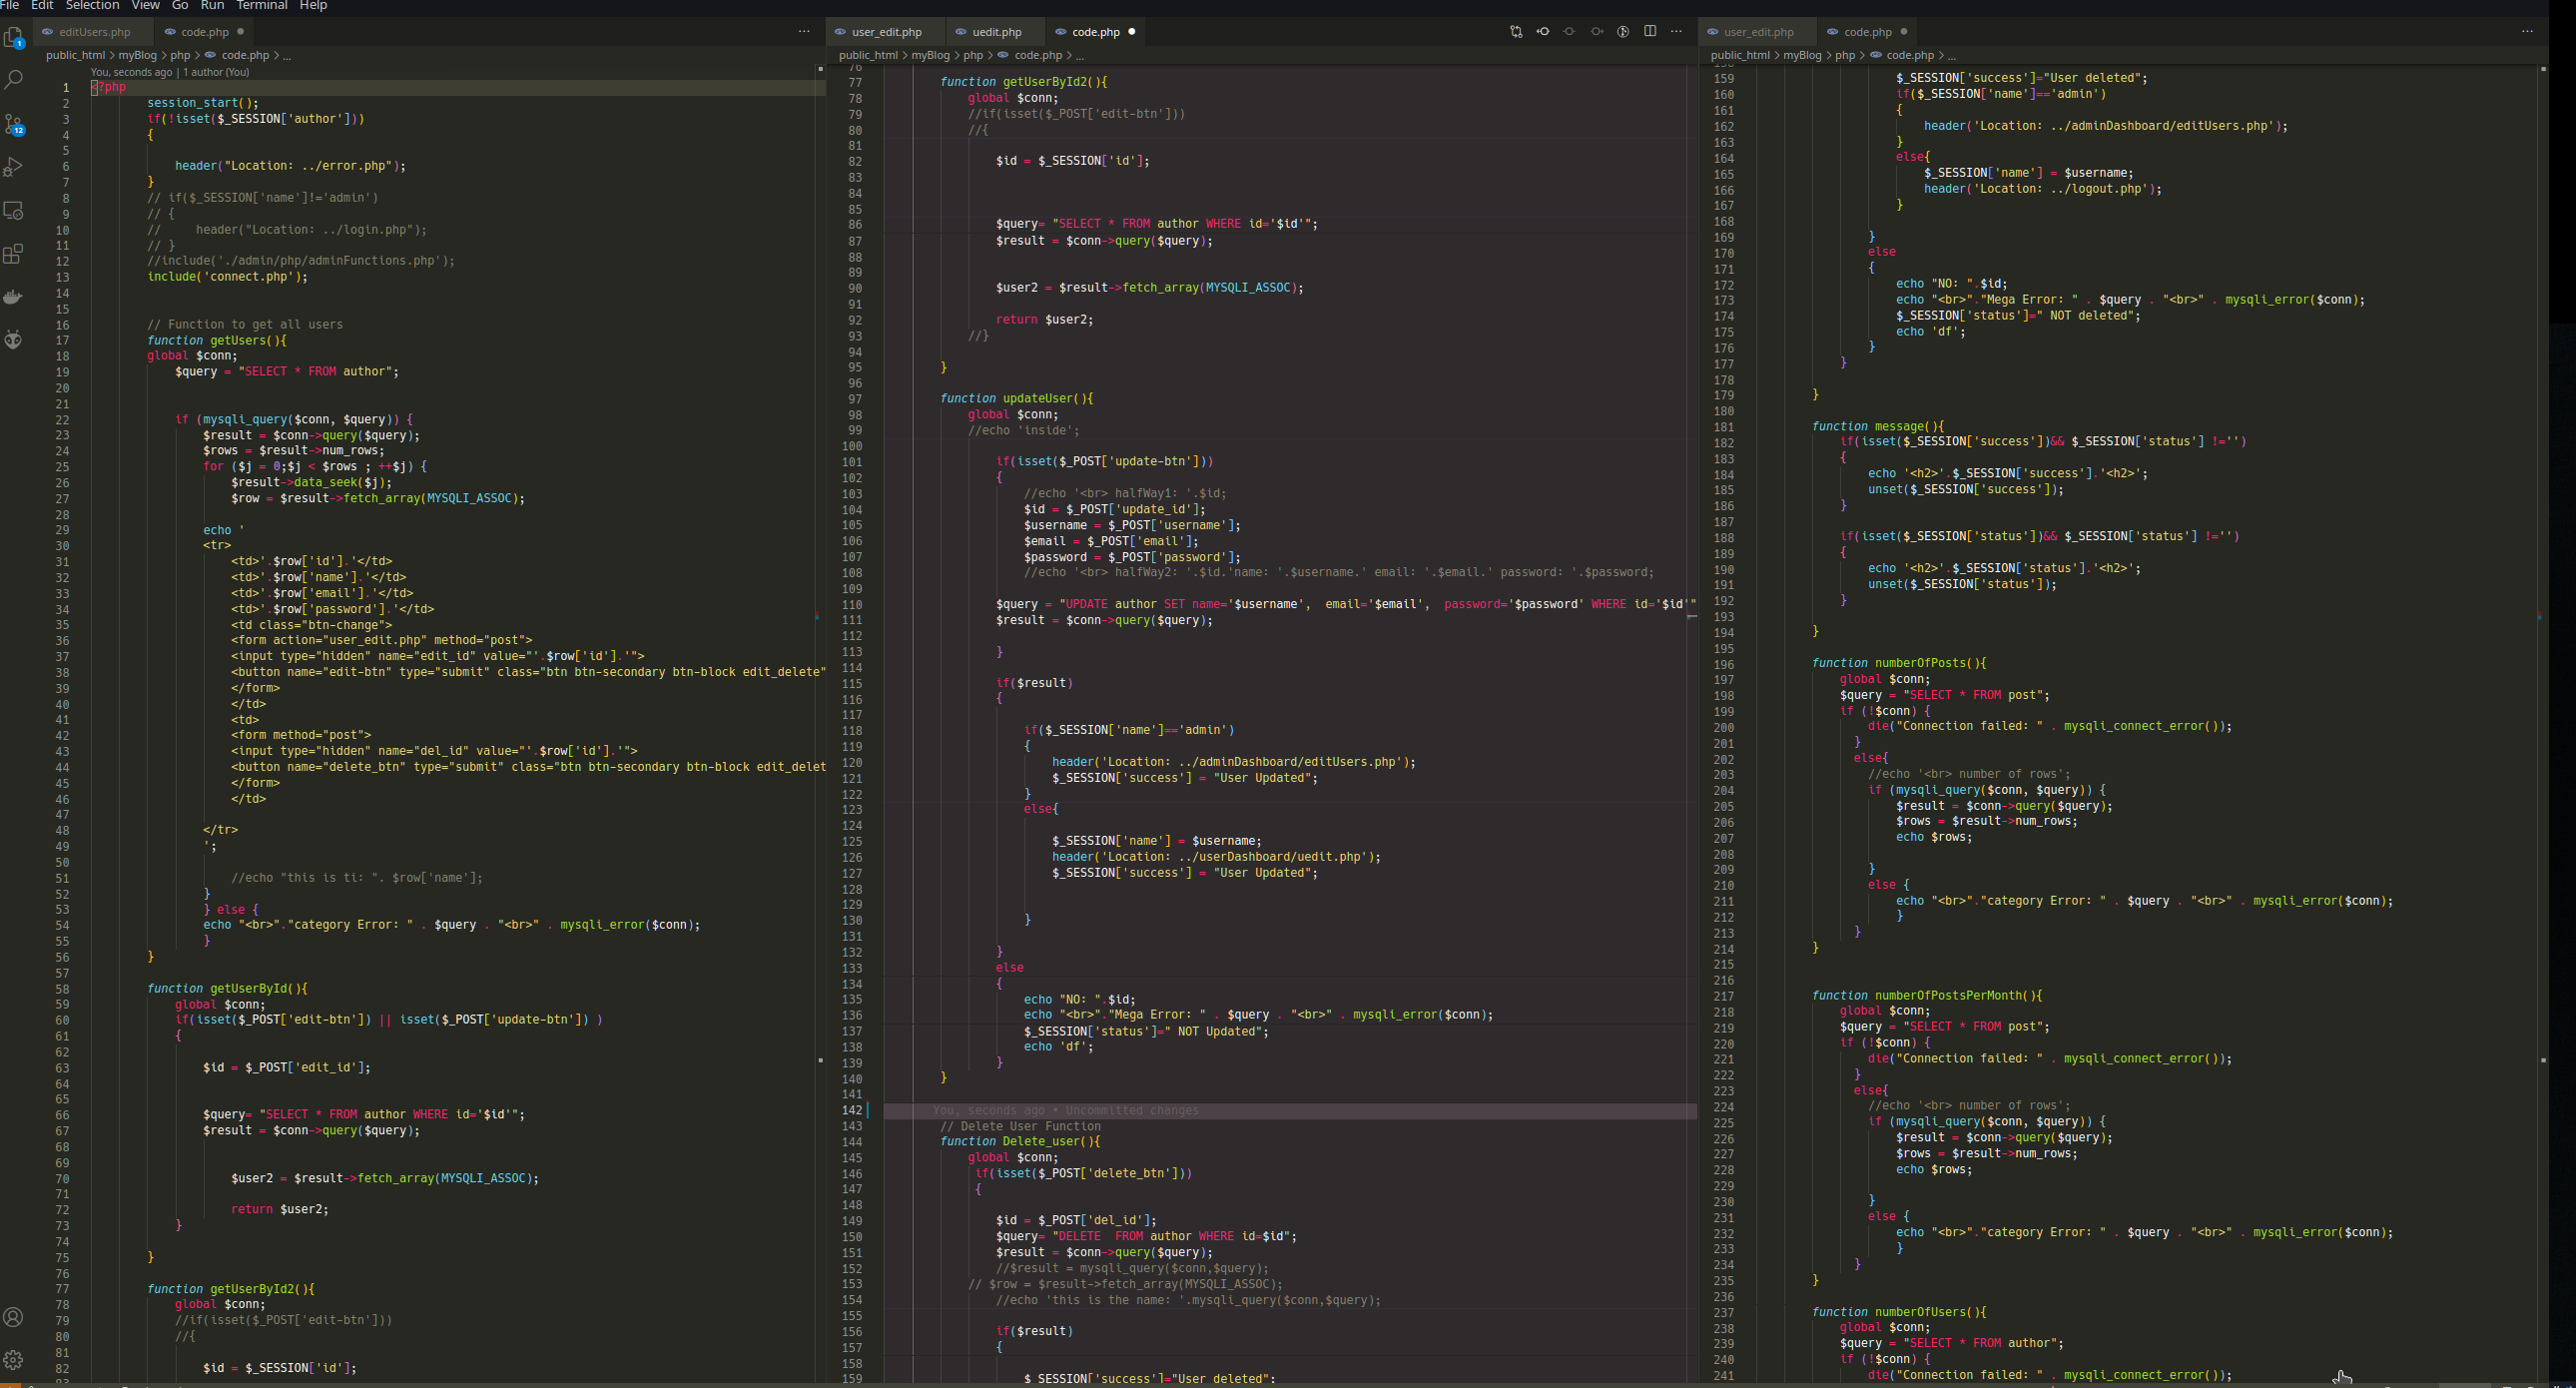 File Edit Selection View Go Run Terminal Help
editUsers.php code.php
public_html > myBlog > php > code.php > ...
You, seconds ago | 1 author (You)
1 <?php
2 session_start();
3 if(!isset($_SESSION['author']))
4 {
5
6 header("Location: ../error.php");
7 }
8 // if($_SESSION['name']!='admin')
9 // {
10 // header("Location: ../login.php");
11 // }
12 //include('./admin/php/adminFunctions.php');
13 include('connect.php');
14
15
16 // Function to get all users
17 function getUsers(){
18 global $conn;
19 $query = "SELECT * FROM author";
20
21
22 if (mysqli_query($conn, $query)) {
23 $result = $conn->query($query);
24 $rows = $result->num_rows;
25 for ($j = 0;$j < $rows ; ++$j) {
26 $result->data_seek($j);
27 $row = $result->fetch_array(MYSQLI_ASSOC);
28
29 echo '
30 <tr>
31 <td>'.$row['id'].'</td>
32 <td>'.$row['name'].'</td>
33 <td>'.$row['email'].'</td>
34 <td>'.$row['password'].'</td>
35 <td class="btn-change">
36 <form action="user_edit.php" method="post">
37 <input type="hidden" name="edit_id" value="'.$row['id'].'">
38 <button name="edit-btn" type="submit" class="btn btn-secondary btn-block edit_delete"
39 </form>
40 </td>
41 <td>
42 <form method="post">
43 <input type="hidden" name="del_id" value="'.$row['id'].'">
44 <button name="delete_btn" type="submit" class="btn btn-secondary btn-block edit_delet
45 </form>
46 </td>
47
48 </tr>
49 ';
50
51 //echo "this is ti: ". $row['name'];
52 }
53 } else {
54 echo "<br>"."category Error: " . $query . "<br>" . mysqli_error($conn);
55 }
56 }
57
58 function getUserById(){
59 global $conn;
60 if(isset($_POST['edit-btn']) || isset($_POST['update-btn']) )
61 {
62
63 $id = $_POST['edit_id'];
64
65
66 $query= "SELECT * FROM author WHERE id='$id'";
67 $result = $conn->query($query);
68
69
70 $user2 = $result->fetch_array(MYSQLI_ASSOC);
71
72 return $user2;
73 }
74
75 }
76
77 function getUserById2(){
78 global $conn;
79 //if(isset($_POST['edit-btn']))
80 //{
81
82 $id = $_SESSION['id'];
user_edit.php uedit.php code.php
public_html > myBlog > php > code.php > ...
76
77 function getUserById2(){
78 global $conn;
79 //if(isset($_POST['edit-btn']))
80 //{
81
82 $id = $_SESSION['id'];
83
84
85
86 $query= "SELECT * FROM author WHERE id='$id'";
87 $result = $conn->query($query);
88
89
90 $user2 = $result->fetch_array(MYSQLI_ASSOC);
91
92 return $user2;
93 //}
94
95 }
96
97 function updateUser(){
98 global $conn;
99 //echo 'inside';
100
101 if(isset($_POST['update-btn']))
102 {
103 //echo '<br> halfWay1: '.$id;
104 $id = $_POST['update_id'];
105 $username = $_POST['username'];
106 $email = $_POST['email'];
107 $password = $_POST['password'];
108 //echo '<br> halfWay2: '.$id.'name: '.$username.' email: '.$email.' password: '.$password;
109
110 $query = "UPDATE author SET name='$username', email='$email', password='$password' WHERE id='$id'"
111 $result = $conn->query($query);
112
113 }
114
115 if($result)
116 {
117
118 if($_SESSION['name']=='admin')
119 {
120 header('Location: ../adminDashboard/editUsers.php');
121 $_SESSION['success'] = "User Updated";
122 }
123 else{
124
125 $_SESSION['name'] = $username;
126 header('Location: ../userDashboard/uedit.php');
127 $_SESSION['success'] = "User Updated";
128
129
130 }
131
132 }
133 else
134 {
135 echo "NO: ".$id;
136 echo "<br>"."Mega Error: " . $query . "<br>" . mysqli_error($conn);
137 $_SESSION['status']=" NOT Updated";
138 echo 'df';
139 }
140 }
141
142 You, seconds ago • Uncommitted changes
143 // Delete User Function
144 function Delete_user(){
145 global $conn;
146 if(isset($_POST['delete_btn']))
147 {
148
149 $id = $_POST['del_id'];
150 $query= "DELETE FROM author WHERE id=$id";
151 $result = $conn->query($query);
152 //$result = mysqli_query($conn,$query);
153 // $row = $result->fetch_array(MYSQLI_ASSOC);
154 //echo 'this is the name: '.mysqli_query($conn,$query);
155
156 if($result)
157 {
158
159 $_SESSION['success']="User deleted";
user_edit.php code.php
public_html > myBlog > php > code.php > ...
159 $_SESSION['success']="User deleted";
160 if($_SESSION['name']=='admin')
161 {
162 header('Location: ../adminDashboard/editUsers.php');
163 }
164 else{
165 $_SESSION['name'] = $username;
166 header('Location: ../logout.php');
167 }
168
169 }
170 else
171 {
172 echo "NO: ".$id;
173 echo "<br>"."Mega Error: " . $query . "<br>" . mysqli_error($conn);
174 $_SESSION['status']=" NOT deleted";
175 echo 'df';
176 }
177 }
178
179 }
180
181 function message(){
182 if(isset($_SESSION['success'])&& $_SESSION['status'] !='')
183 {
184 echo '<h2>'.$_SESSION['success'].'<h2>';
185 unset($_SESSION['success']);
186 }
187
188 if(isset($_SESSION['status'])&& $_SESSION['status'] !='')
189 {
190 echo '<h2>'.$_SESSION['status'].'<h2>';
191 unset($_SESSION['status']);
192 }
193
194 }
195
196 function numberOfPosts(){
197 global $conn;
198 $query = "SELECT * FROM post";
199 if (!$conn) {
200 die("Connection failed: " . mysqli_connect_error());
201 }
202 else{
203 //echo '<br> number of rows';
204 if (mysqli_query($conn, $query)) {
205 $result = $conn->query($query);
206 $rows = $result->num_rows;
207 echo $rows;
208
209 }
210 else {
211 echo "<br>"."category Error: " . $query . "<br>" . mysqli_error($conn);
212 }
213 }
214 }
215
216
217 function numberOfPostsPerMonth(){
218 global $conn;
219 $query = "SELECT * FROM post";
220 if (!$conn) {
221 die("Connection failed: " . mysqli_connect_error());
222 }
223 else{
224 //echo '<br> number of rows';
225 if (mysqli_query($conn, $query)) {
226 $result = $conn->query($query);
227 $rows = $result->num_rows;
228 echo $rows;
229
230 }
231 else {
232 echo "<br>"."category Error: " . $query . "<br>" . mysqli_error($conn);
233 }
234 }
235 }
236
237 function numberOfUsers(){
238 global $conn;
239 $query = "SELECT * FROM author";
240 if (!$conn) {
241 die("Connection failed: " . mysqli_connect_error());
1
12